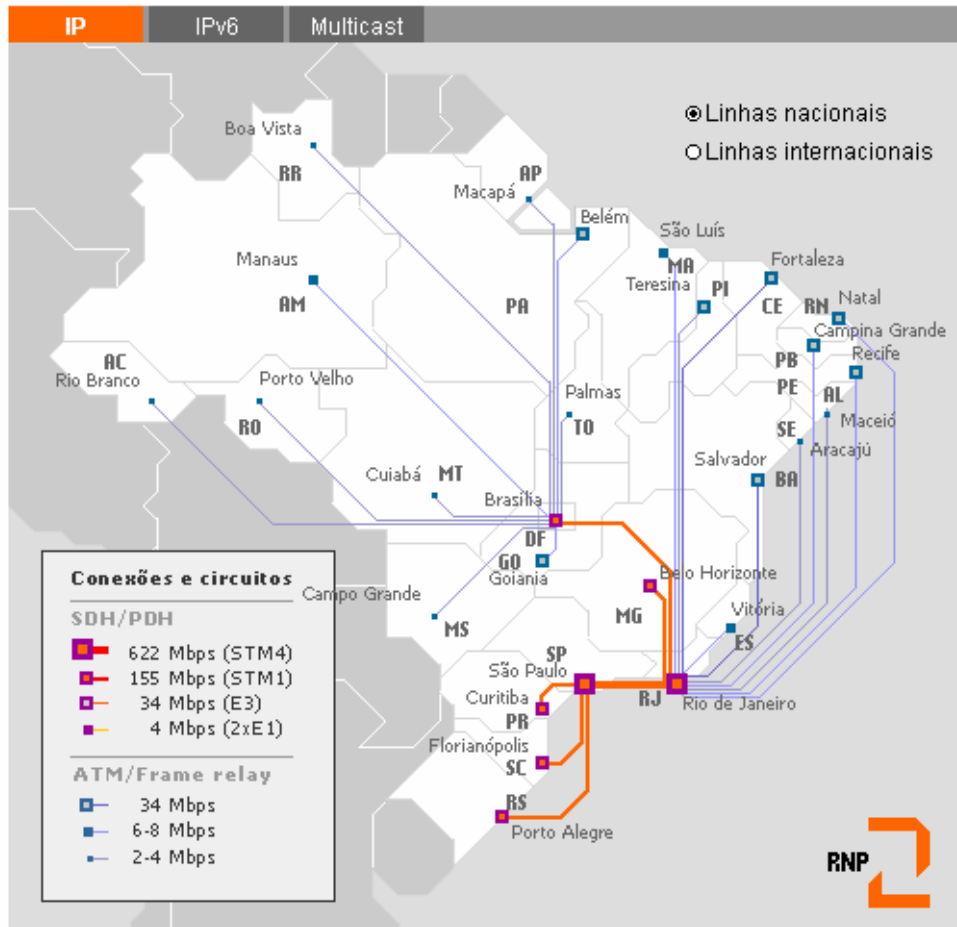 IP IPv6 Multicast
Linhas nacionais
Linhas internacionais
Boa Vista
RR
AP
Macapá
Belém
São Luís
MA
Manaus
AM
PA
Teresina
PI
Fortaleza
CE
RN
Natal
Campina Grande
PB
Recife
PE
AL
Maceió
SE
Aracajú
AC
Rio Branco
Porto Velho
RO
Palmas
TO
Cuiabá
MT
Salvador
BA
Brasília
DF
GO
Goiania
Campo Grande
MS
Belo Horizonte
MG
Vitória
ES
SP
São Paulo
RJ
Rio de Janeiro
Curitiba
PR
Florianópolis
SC
RS
Porto Alegre
Conexões e circuitos
SDH/PDH
622 Mbps (STM4)
155 Mbps (STM1)
34 Mbps (E3)
4 Mbps (2xE1)
ATM/Frame relay
34 Mbps
6-8 Mbps
2-4 Mbps
RNP